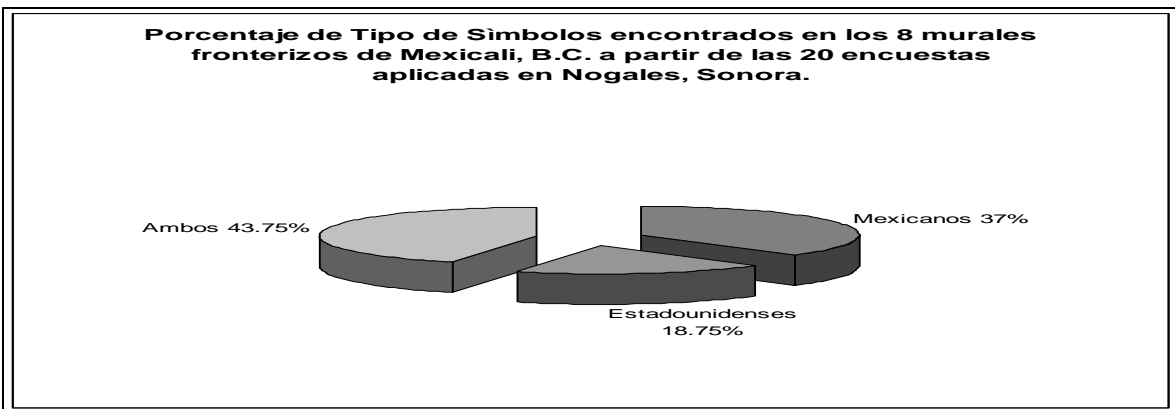 Porcentaje de Tipo de Sìmbolos encontrados en los 8 murales
fronterizos de Mexicali, B.C. a partir de las 20 encuestas
aplicadas en Nogales, Sonora.
Ambos 43.75%
Mexicanos 37%
Estadounidenses
18.75%